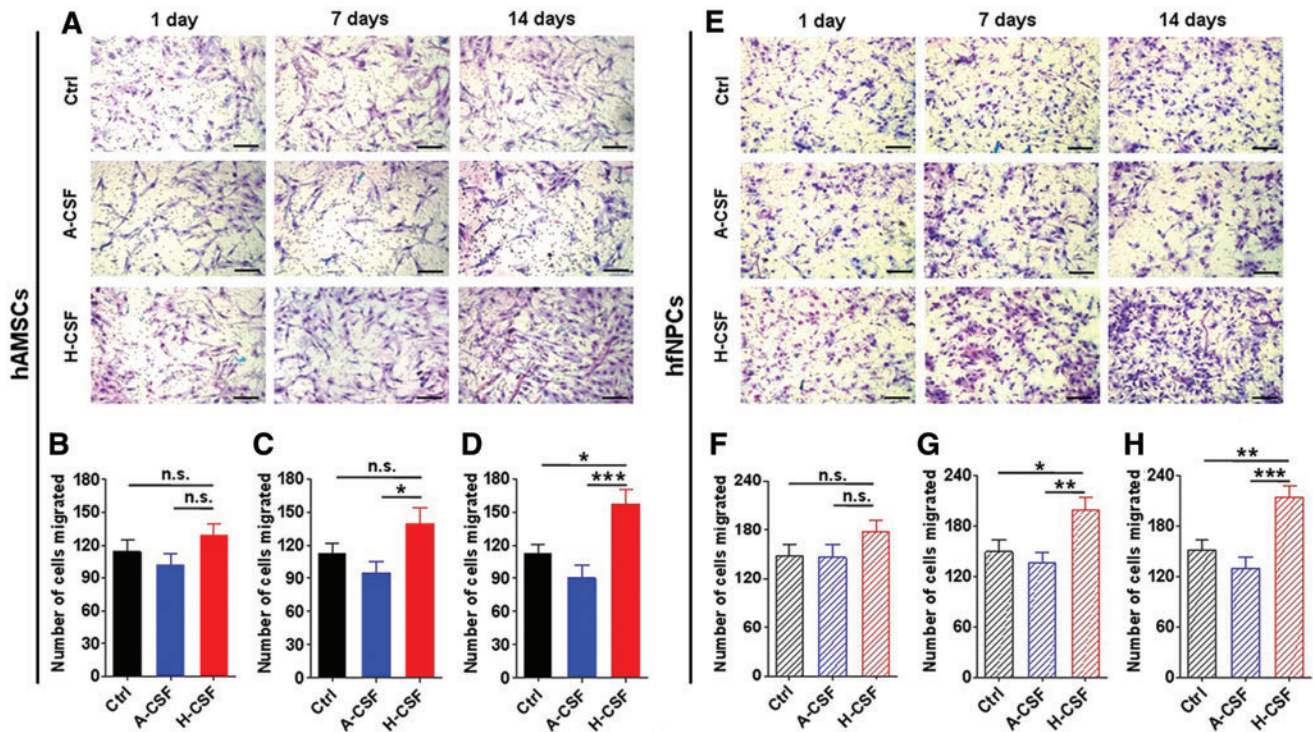 A
1 day
7 days
14 days
hAMSCs
Ctrl
A-CSF
H-CSF
B
Number of cells migrated
180
150
120
90
60
30
0
n.s.
n.s.
Ctrl
A-CSF
H-CSF
C
Number of cells migrated
180
150
120
90
60
30
0
n.s.
*
Ctrl
A-CSF
H-CSF
D
Number of cells migrated
180
150
120
90
60
30
0
*
***
Ctrl
A-CSF
H-CSF
E
1 day
7 days
14 days
hfNPCs
Ctrl
A-CSF
H-CSF
F
Number of cells migrated
240
180
120
60
0
n.s.
n.s.
Ctrl
A-CSF
H-CSF
G
Number of cells migrated
240
180
120
60
0
*
**
Ctrl
A-CSF
H-CSF
H
Number of cells migrated
240
180
120
60
0
**
***
Ctrl
A-CSF
H-CSF